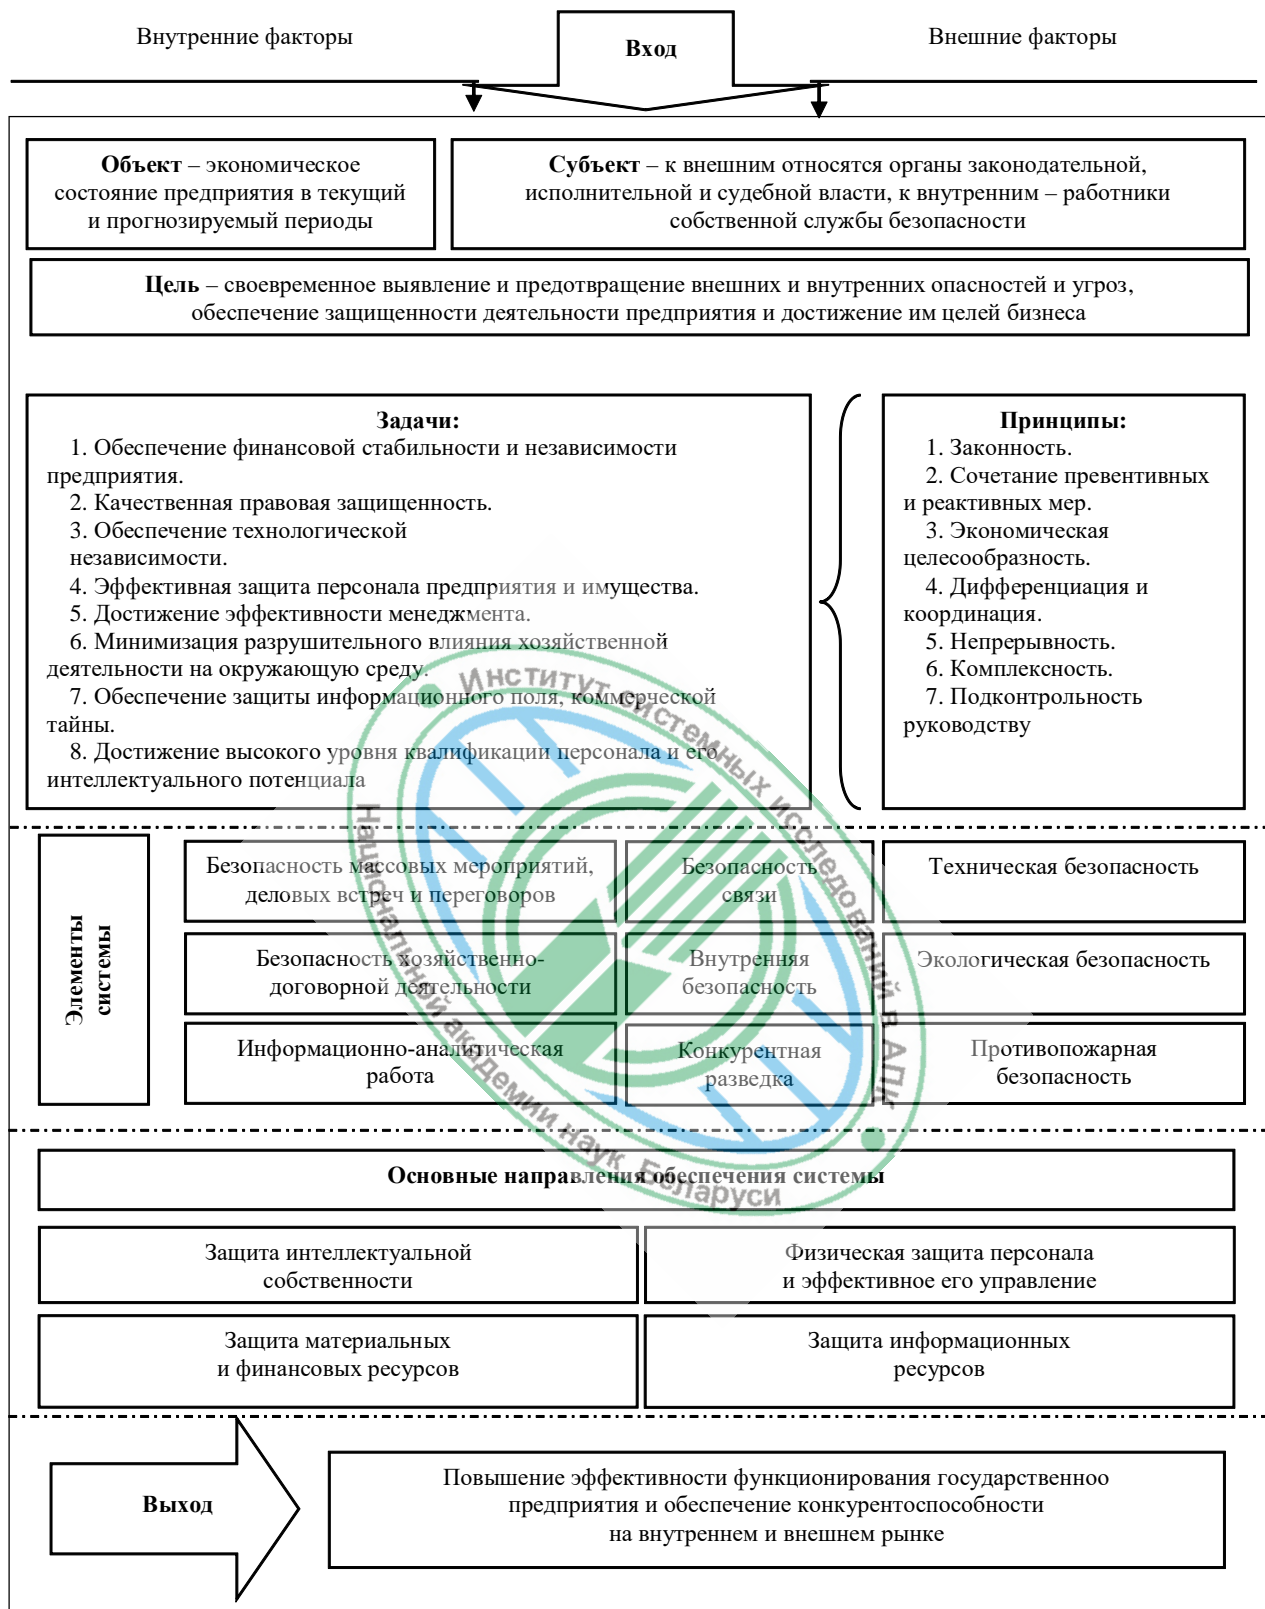 Внутренние факторы
Вход
Внешние факторы
Объект – экономическое
состояние предприятия в текущий
и прогнозируемый периоды
Субъект – к внешним относятся органы законодательной,
исполнительной и судебной власти, к внутренним – работники
собственной службы безопасности
Цель – своевременное выявление и предотвращение внешних и внутренних опасностей и угроз,
обеспечение защищенности деятельности предприятия и достижение им целей бизнеса
Задачи:
1. Обеспечение финансовой стабильности и независимости
предприятия.
2. Качественная правовая защищенность.
3. Обеспечение технологической
независимости.
4. Эффективная защита персонала предприятия и имущества.
5. Достижение эффективности менеджмента.
6. Минимизация разрушительного влияния хозяйственной
деятельности на окружающую среду.
7. Обеспечение защиты информационного поля, коммерческой
тайны.
8. Достижение высокого уровня квалификации персонала и его
интеллектуального потенциала
Принципы:
1. Законность.
2. Сочетание превентивных
и реактивных мер.
3. Экономическая
целесообразность.
4. Дифференциация и
координация.
5. Непрерывность.
6. Комплексность.
7. Подконтрольность
руководству
Элементы
системы
Безопасность массовых мероприятий,
деловых встреч и переговоров
Безопасность
связи
Техническая безопасность
Безопасность хозяйственно-
договорной деятельности
Внутренняя
безопасность
Экологическая безопасность
Информационно-аналитическая
работа
Конкурентная
разведка
Противопожарная
безопасность
Основные направления обеспечения системы
Защита интеллектуальной
собственности
Физическая защита персонала
и эффективное его управление
Защита материальных
и финансовых ресурсов
Защита информационных
ресурсов
Выход
Повышение эффективности функционирования государственноо
предприятия и обеспечение конкурентоспособности
на внутреннем и внешнем рынке
Институт системных исследований в АПК
Национальной академии наук Беларуси